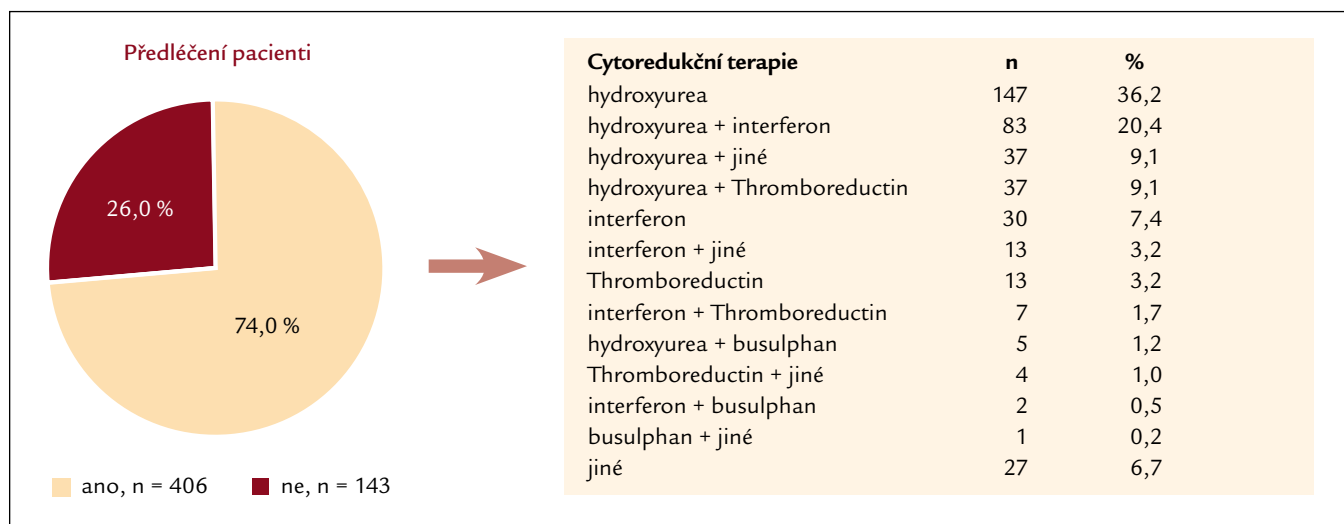 Předléčení pacienti
26,0 %
74,0 %
ano, n = 406 ne, n = 143
Cytoredukční terapie n %
hydroxyurea 147 36,2
hydroxyurea + interferon 83 20,4
hydroxyurea + jiné 37 9,1
hydroxyurea + Thromboreductin 37 9,1
interferon 30 7,4
interferon + jiné 13 3,2
Thromboreductin 13 3,2
interferon + Thromboreductin 7 1,7
hydroxyurea + busulphan 5 1,2
Thromboreductin + jiné 4 1,0
interferon + busulphan 2 0,5
busulphan + jiné 1 0,2
jiné 27 6,7